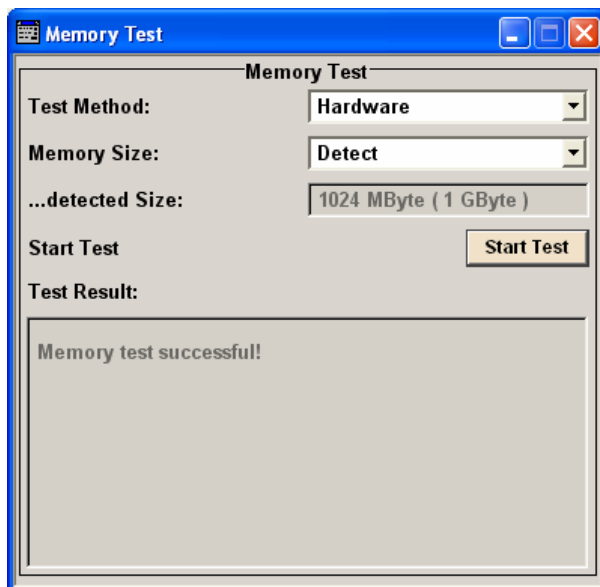 Memory Test
Memory Test
Test Method:
Hardware
Memory Size:
Detect
...detected Size:
1024 MByte ( 1 GByte )
Start Test
Start Test
Test Result:
Memory test successful!